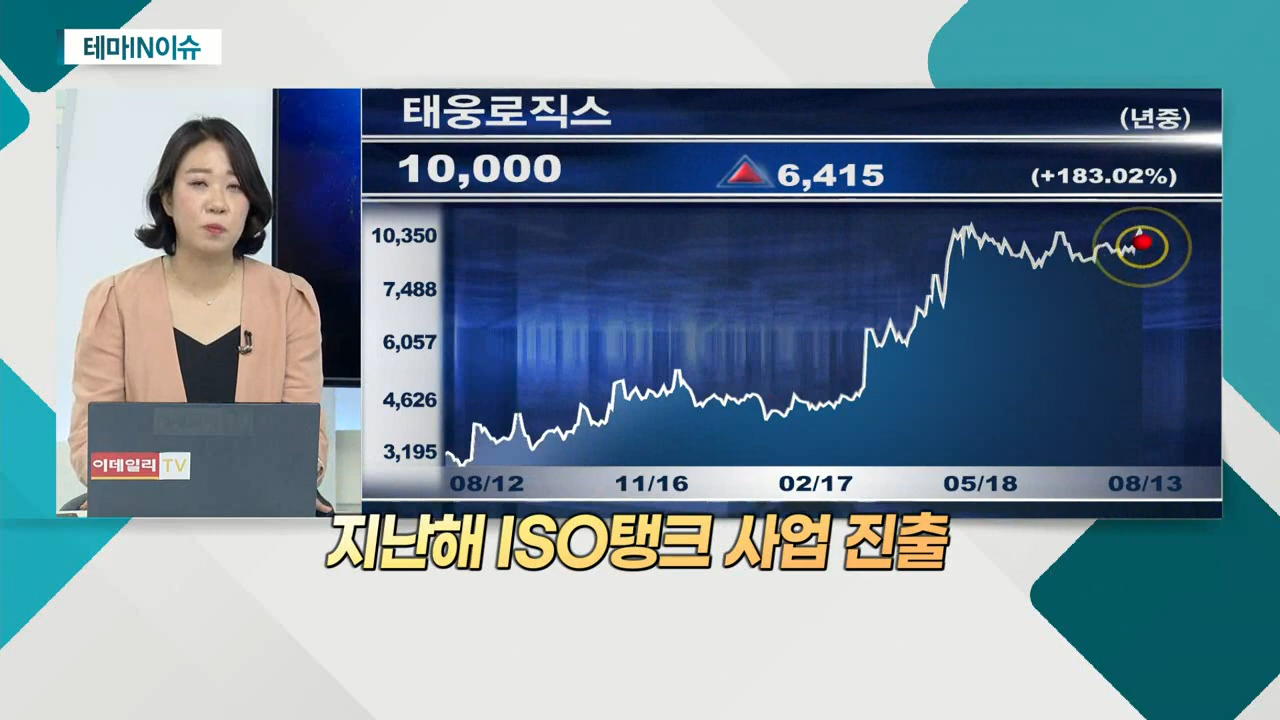 테마IN이슈
태웅로직스
(년중)
10,000
6,415
(+183.02%)
10,350
7,488
6,057
4,626
3,195
08/12
11/16
02/17
05/18
08/13
이데일리TV
지난해 ISO탱크 사업 진출